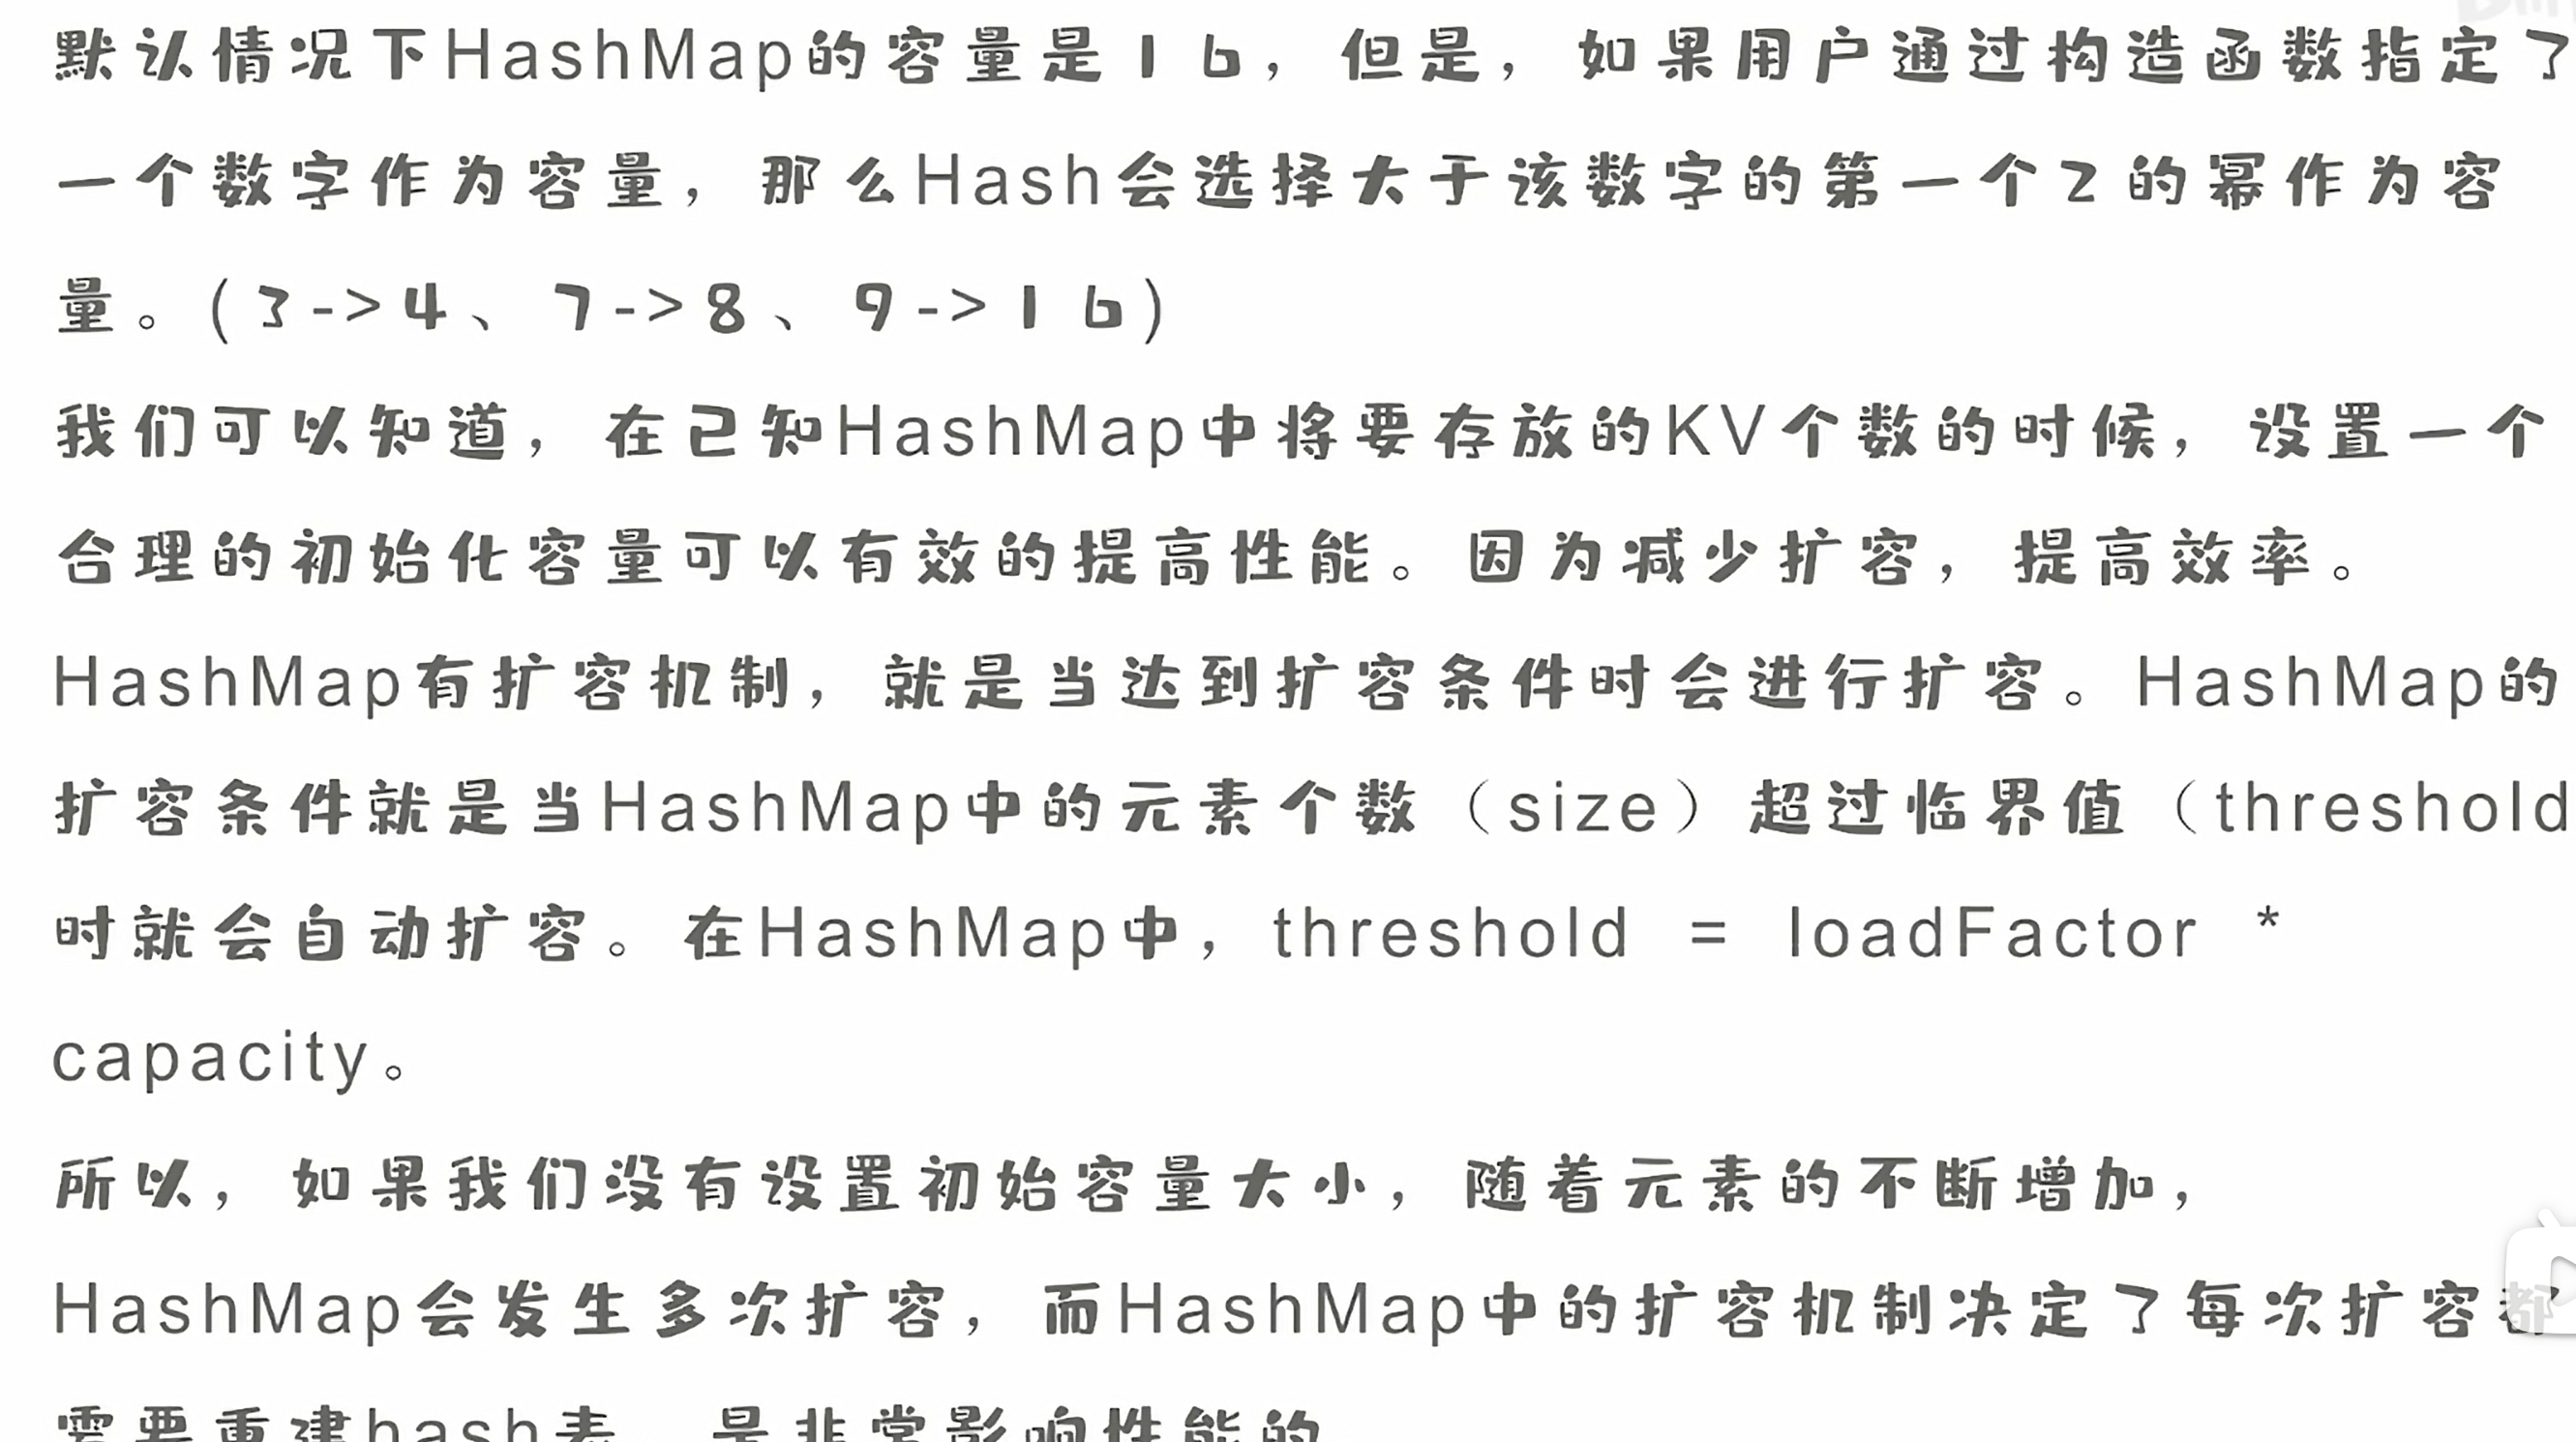 默认情况下HashMap的容量是16，但是，如果用户通过构造函数指定了
一个数字作为容量，那么Hash会选择大于该数字的第一个2的幂作为容
量。(3->4、7->8、9->16)
我们可以知道，在已知HashMap中将要存放的KV个数的时候，设置一个
合理的初始化容量可以有效的提高性能。因为减少扩容，提高效率。
HashMap有扩容机制，就是当达到扩容条件时会进行扩容。HashMap的
扩容条件就是当HashMap中的元素个数（size）超过临界值（threshold
时就会自动扩容。在HashMap中，threshold = loadFactor *
capacity。
所以，如果我们没有设置初始容量大小，随着元素的不断增加，
HashMap会发生多次扩容，而HashMap中的扩容机制决定了每次扩容都
需要重建hash表，是非常影响性能的